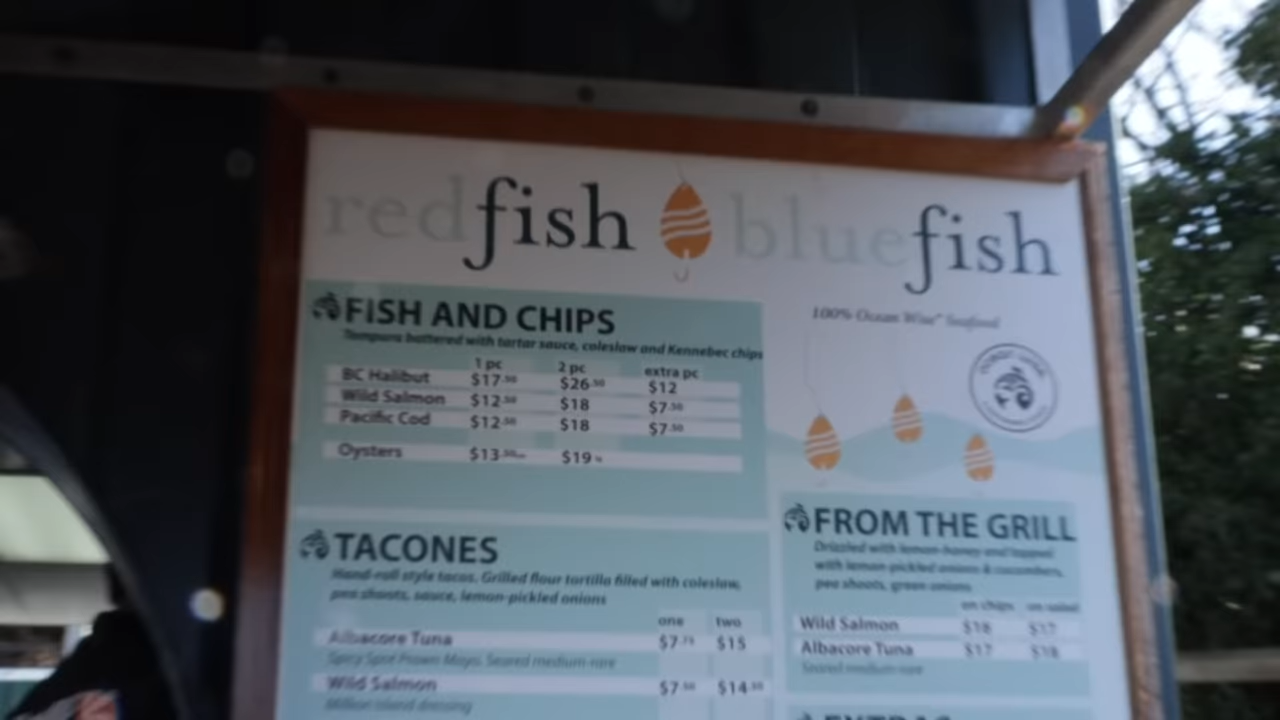 redfish bluefish
100% Ocean Wise® Seafood
FISH AND CHIPS
Tempura battered with tartar sauce, coleslaw and Kennebec chips
1 pc 2 pc extra pc
BC Halibut $17.50 $26.50 $12
Wild Salmon $12.50 $18 $7.50
Pacific Cod $12.50 $18 $7.50
Oysters $13 $19
TACONES
Hand-roll style tacos. Grilled flour tortilla filled with coleslaw,
pea shoots, sauce, lemon-pickled onions
one two
Albacore Tuna $7 $15
Spicy Spot Prawn Mayo. Seared medium-rare
Wild Salmon $7.50 $14.50
Million island dressing
FROM THE GRILL
Drizzled with lemon-honey and
with lemon-pickled onions & cucumbers,
pea shoots, green onions
on chips on salad
Wild Salmon $17
Albacore Tuna $17 $18
Seared medium-rare